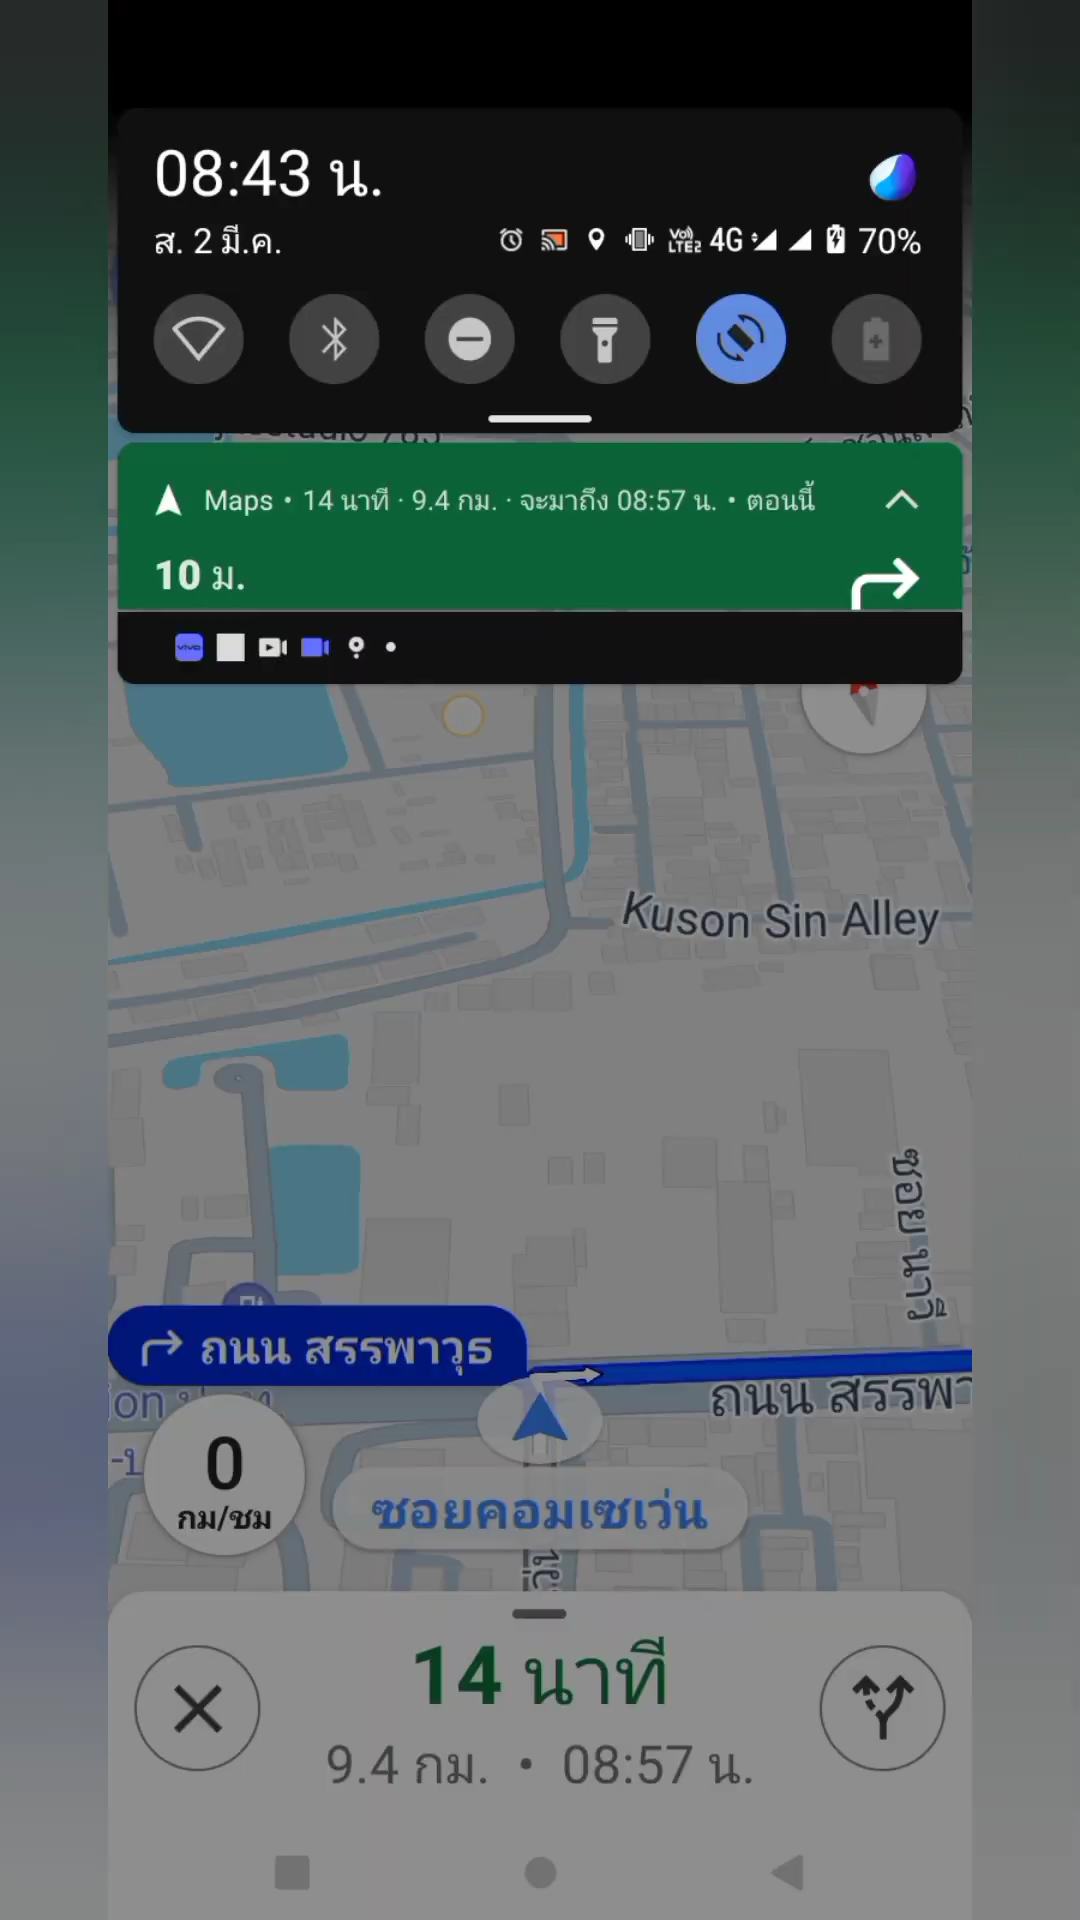 08:43 น.
ส. 2 มี.ค.
Vo) LTE2 4G 70%
Maps • 14 นาที · 9.4 กม. · จะมาถึง 08:57 น. • ตอนนี้
10 ม.
vivo
Kuson Sin Alley
ซอย นาวี
ถนน สรรพาวุธ
ถนน สรรพา
0
กม/ชม
ซอยคอมเซเว่น
14 นาที
9.4 กม. • 08:57 น.